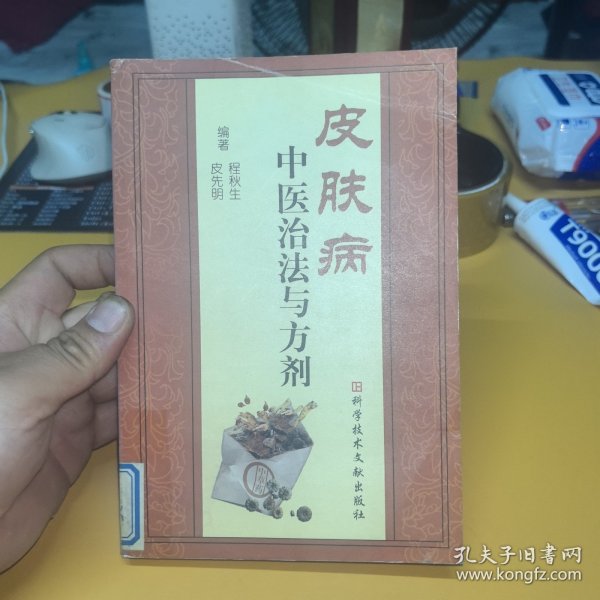 皮肤病
中医治法与方剂
编著
程秋生
皮先明
科学技术文献出版社
T9000
孔夫子旧书网
www.kongfz.com